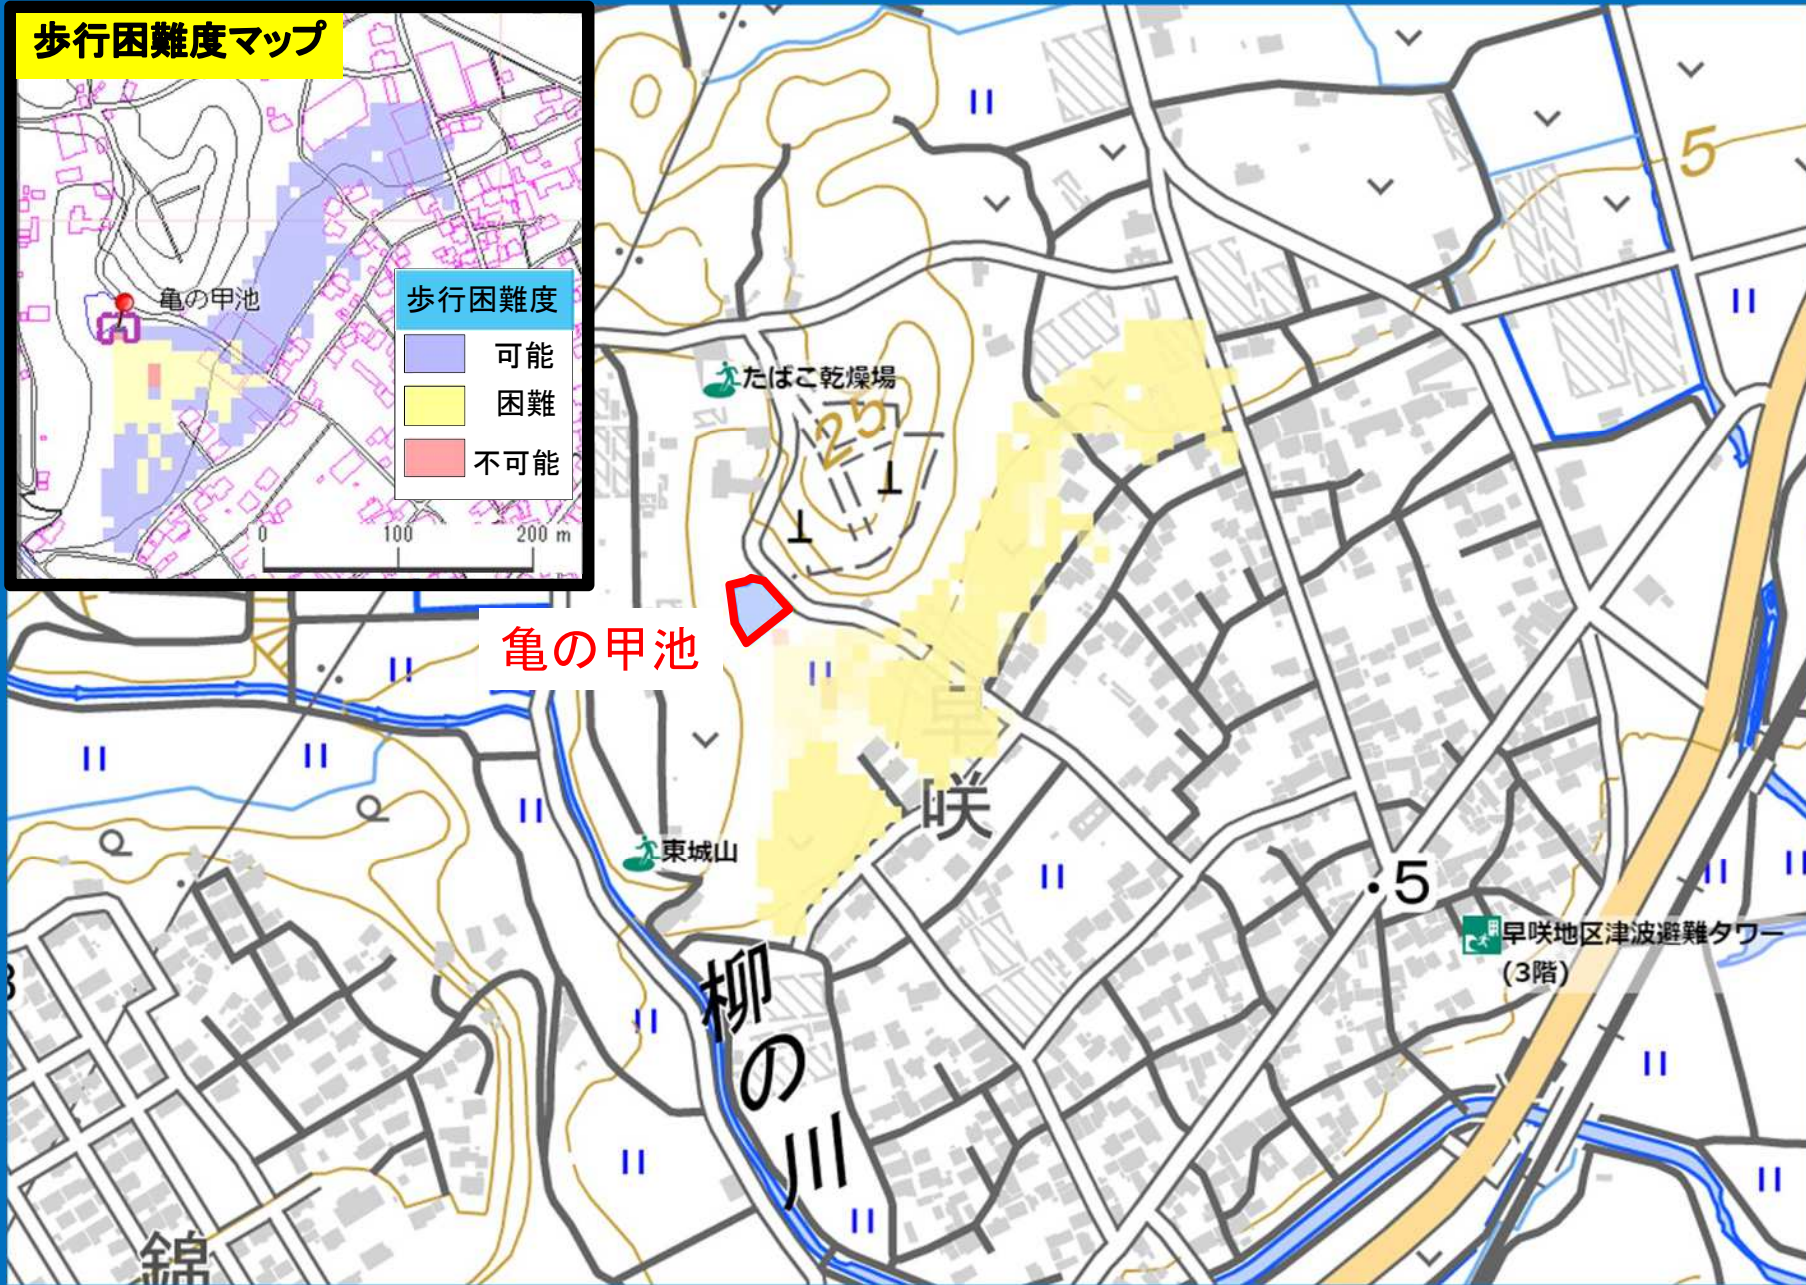 歩行困難度マップ
亀の甲池
歩行困難度
可能
困難
不可能
0 100 200 m
5
たばこ乾燥場
25
亀の甲池
早
咲
東城山
・5
早咲地区津波避難タワー
(3階)
柳の川
錦